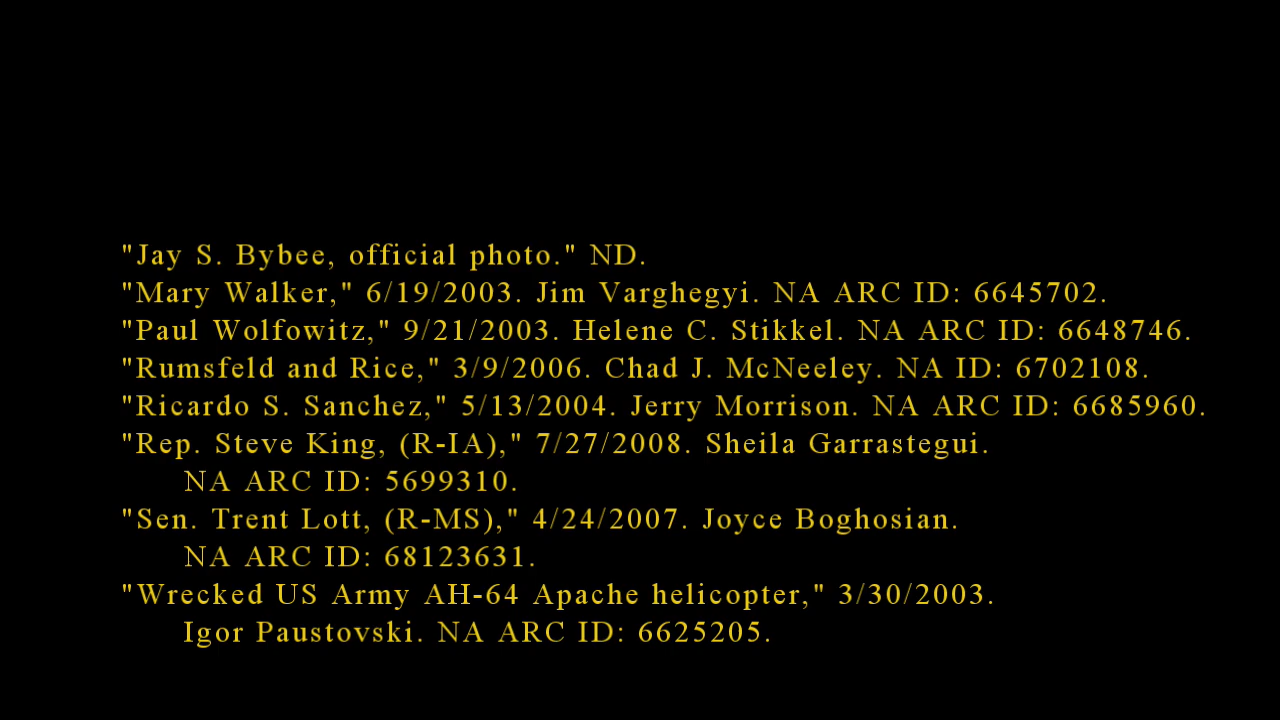 "Jay S. Bybee, official photo." ND.
"Mary Walker," 6/19/2003. Jim Varghegyi. NA ARC ID: 6645702.
"Paul Wolfowitz," 9/21/2003. Helene C. Stikkel. NA ARC ID: 6648746.
"Rumsfeld and Rice," 3/9/2006. Chad J. McNeeley. NA ID: 6702108.
"Ricardo S. Sanchez," 5/13/2004. Jerry Morrison. NA ARC ID: 6685960.
"Rep. Steve King, (R-IA)," 7/27/2008. Sheila Garrastegui.
NA ARC ID: 5699310.
"Sen. Trent Lott, (R-MS)," 4/24/2007. Joyce Boghosian.
NA ARC ID: 68123631.
"Wrecked US Army AH-64 Apache helicopter," 3/30/2003.
Igor Paustovski. NA ARC ID: 6625205.